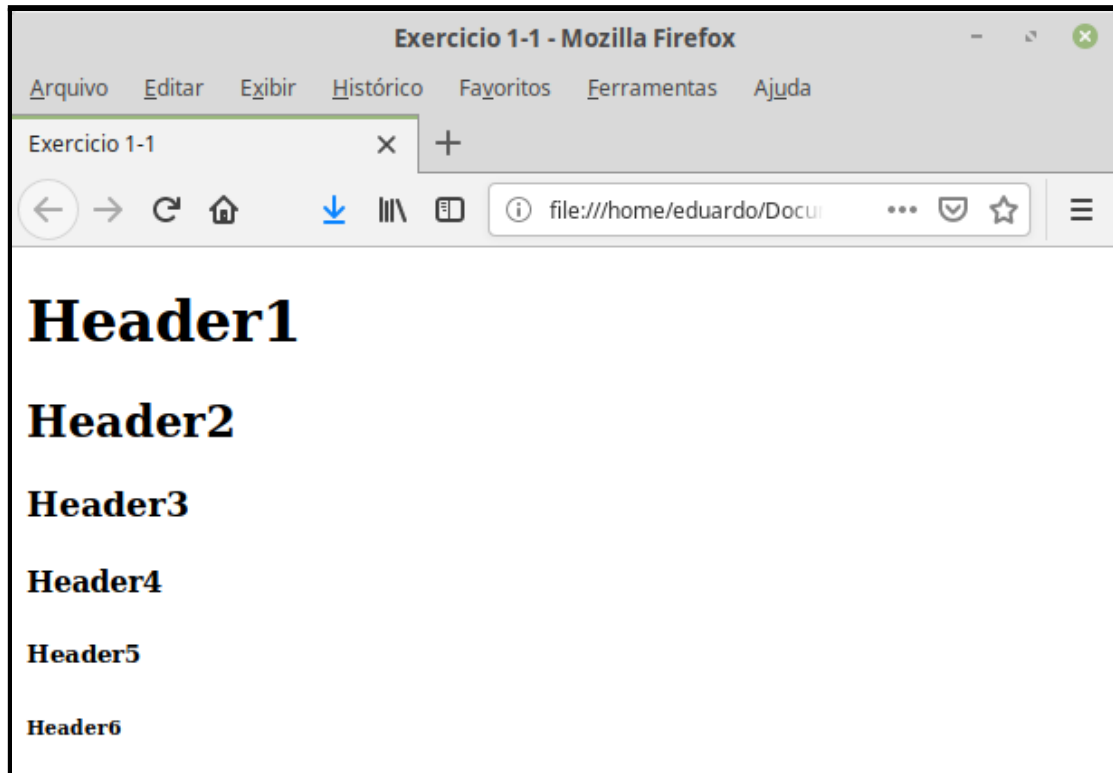 Exercicio 1-1 - Mozilla Firefox
Arquivo Editar Exibir Histórico Favoritos Ferramentas Ajuda
Exercicio 1-1
file:///home/eduardo/Docu
Header1
Header2
Header3
Header4
Header5
Header6